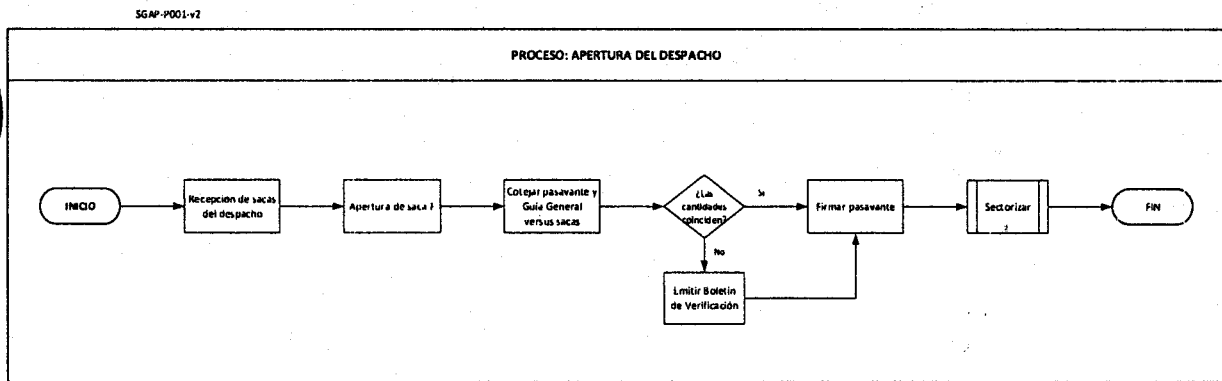 SGAP-P001-v2
PROCESO: APERTURA DEL DESPACHO
INICIO
Recepción de sacas
del despacho
Apertura de saca F
Cotejar pasavante y
Guía General
versus sacas
¿Las
cantidades
coinciden?
Si
No
Emitir Boletín
de Verificación
Firmar pasavante
Sectorizar
FIN